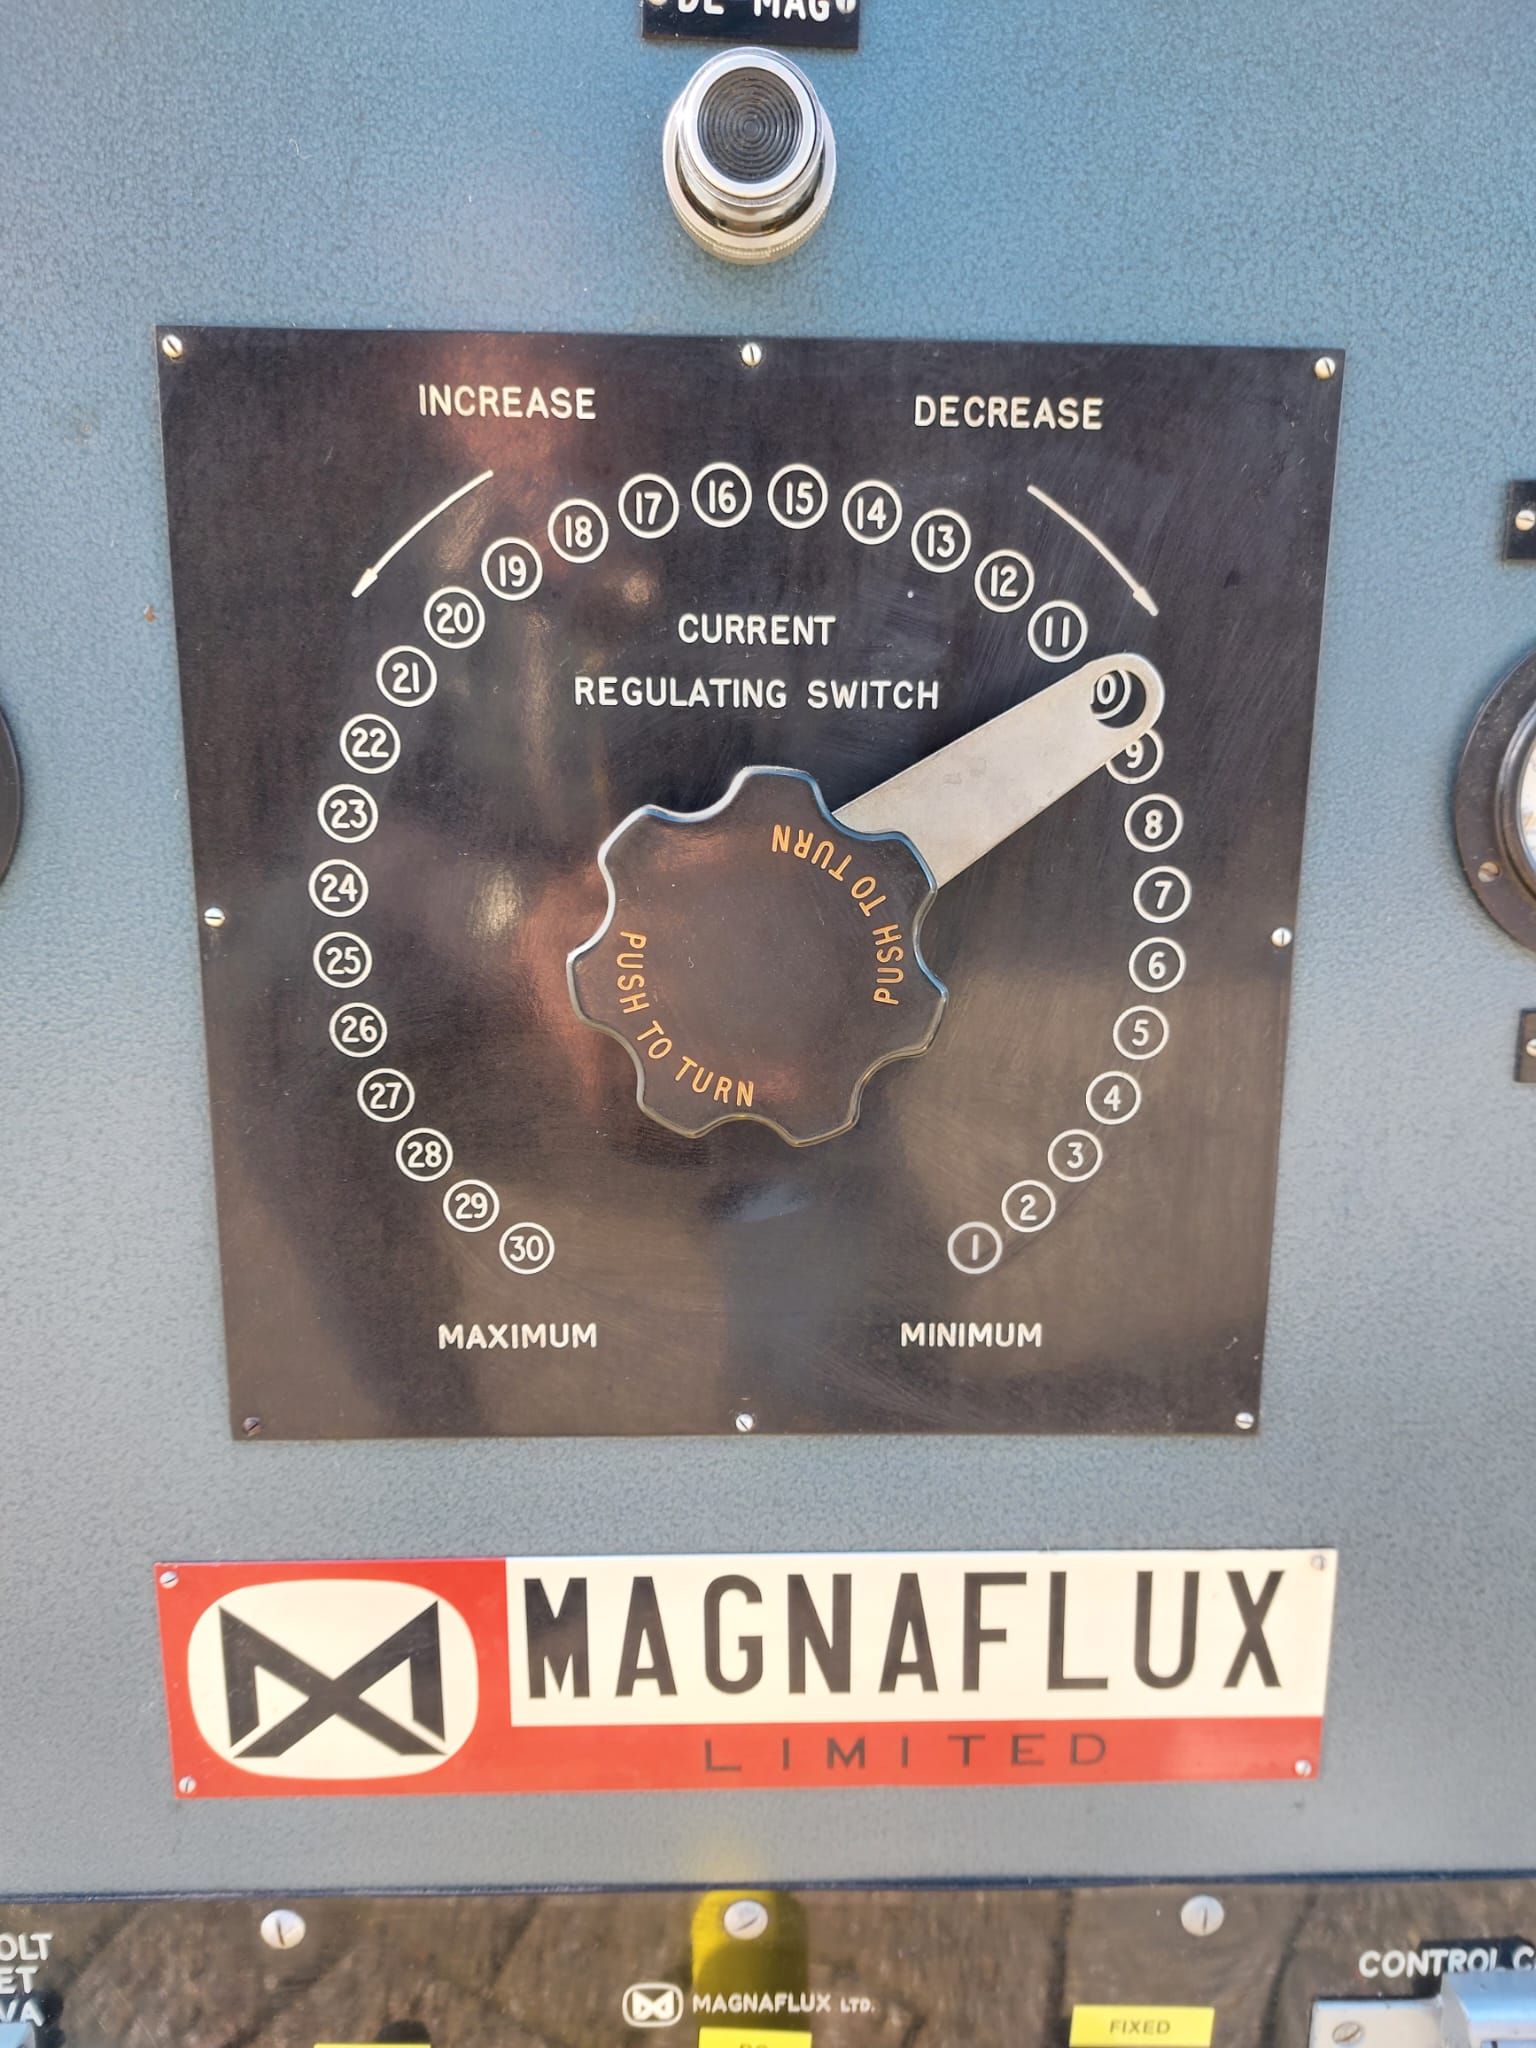 DE-MAG
INCREASE
DECREASE
16 15
17 14
18 13
19 12
20 11
21
22 9
23 8
24 7
25 6
26 5
27 4
28 3
29 2
30 1
CURRENT
REGULATING SWITCH
PUSH TO TURN
PUSH TO TURN
MAXIMUM
MINIMUM
MAGNAFLUX
LIMITED
CONTROL
MAGNAFLUX LTD.
FIXED